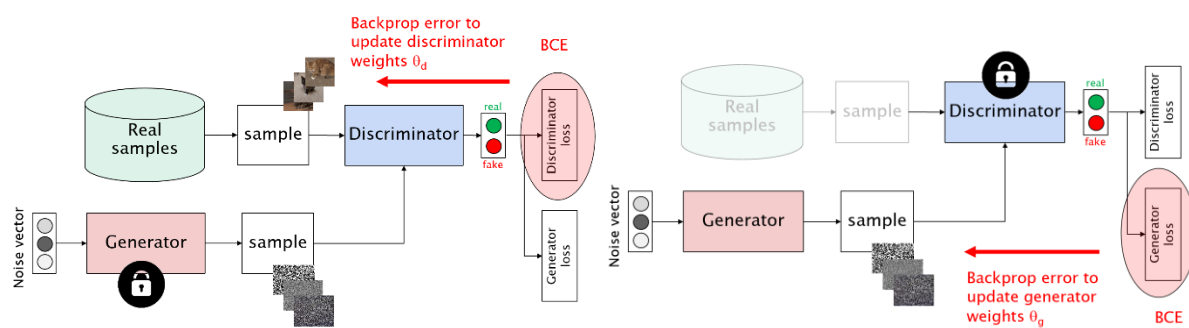 Backprop error to
update discriminator
weights θd
BCE
Real
samples
sample
Discriminator
real
fake
Discriminator
loss
Noise vector
Generator
sample
Generator
loss
Real
samples
sample
Discriminator
real
fake
Discriminator
loss
Noise vector
Generator
sample
Generator
loss
Backprop error to
update generator
weights θg
BCE